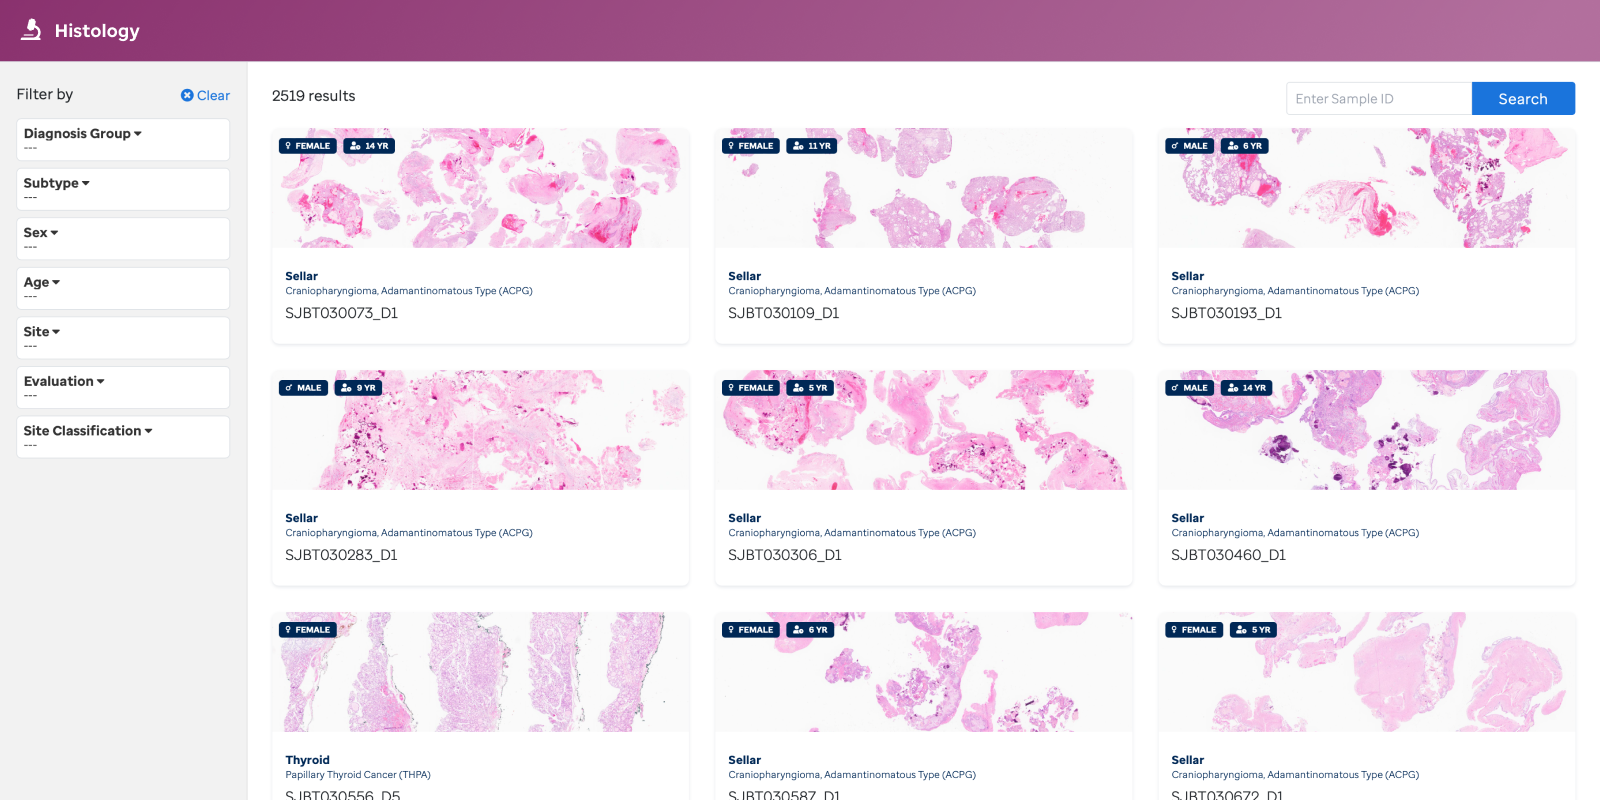 Histology
Filter by
Clear
Diagnosis Group
---
Subtype
---
Sex
---
Age
---
Site
---
Evaluation
---
Site Classification
---
2519 results
Enter Sample ID
Search
FEMALE 14 YR
Sellar
Craniopharyngioma, Adamantinomatous Type (ACPG)
SJBT030073_D1
FEMALE 11 YR
Sellar
Craniopharyngioma, Adamantinomatous Type (ACPG)
SJBT030109_D1
MALE 6 YR
Sellar
Craniopharyngioma, Adamantinomatous Type (ACPG)
SJBT030193_D1
MALE 9 YR
Sellar
Craniopharyngioma, Adamantinomatous Type (ACPG)
SJBT030283_D1
FEMALE 5 YR
Sellar
Craniopharyngioma, Adamantinomatous Type (ACPG)
SJBT030306_D1
MALE 14 YR
Sellar
Craniopharyngioma, Adamantinomatous Type (ACPG)
SJBT030460_D1
FEMALE
Thyroid
Papillary Thyroid Cancer (THPA)
SJBT030556_D5
FEMALE 6 YR
Sellar
Craniopharyngioma, Adamantinomatous Type (ACPG)
SJBT030587_D1
FEMALE 5 YR
Sellar
Craniopharyngioma, Adamantinomatous Type (ACPG)
SJBT030672_D1